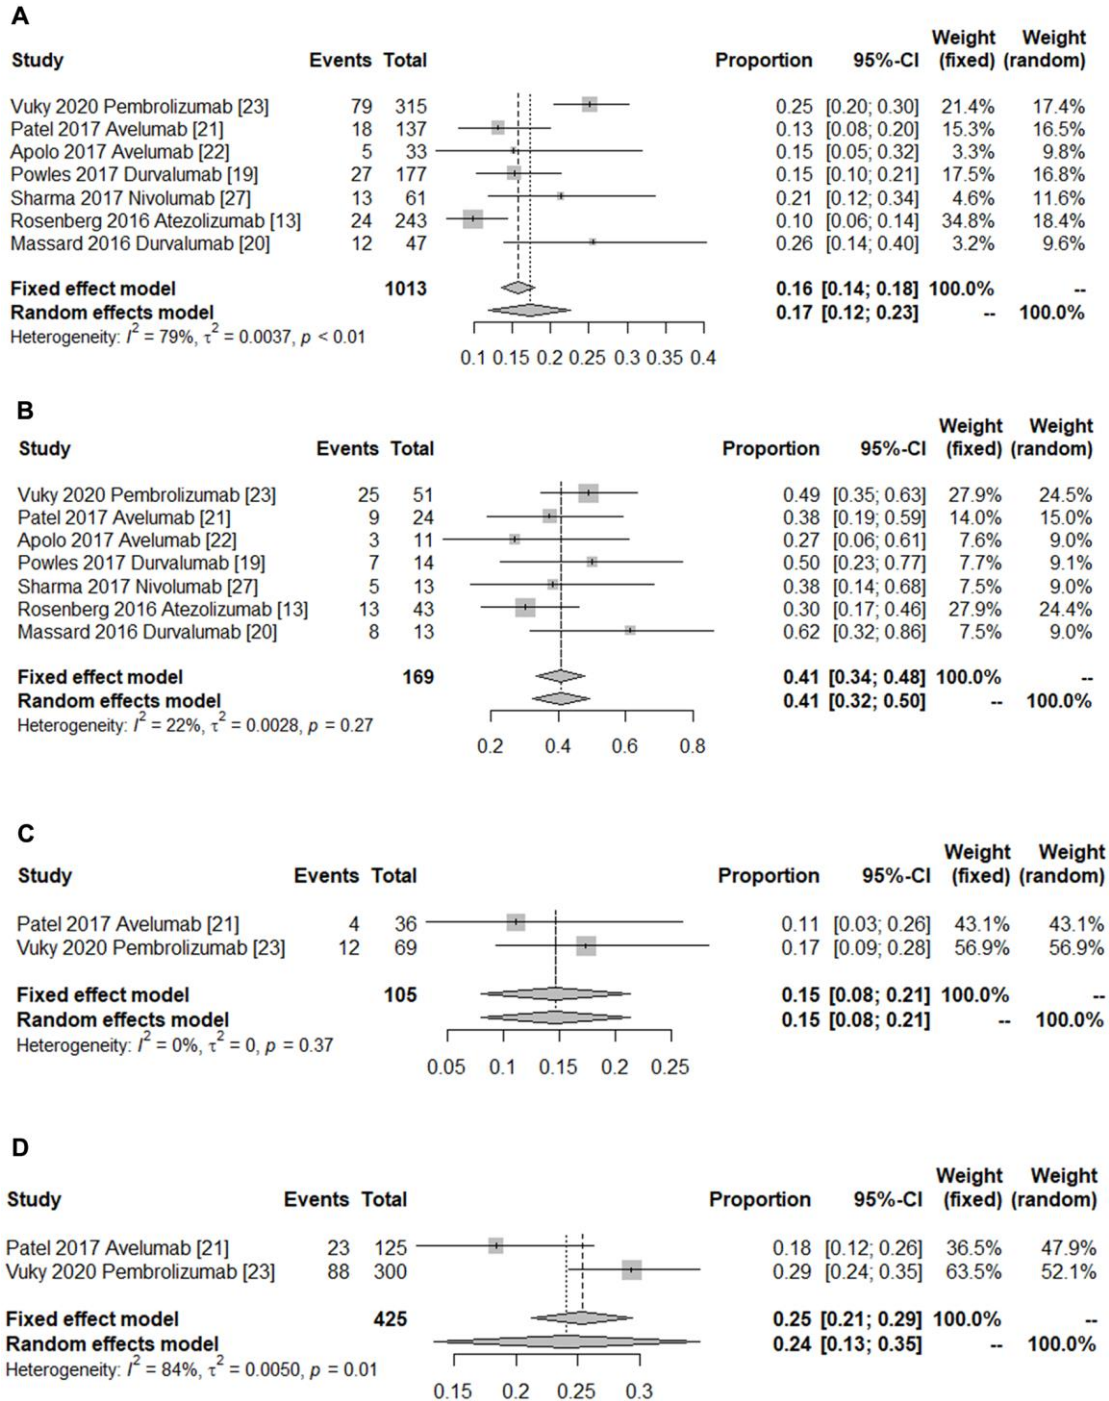 A
Weight Weight
Study Events Total Proportion 95%-CI (fixed) (random)
Vuky 2020 Pembrolizumab [23] 79 315 0.25 [0.20; 0.30] 21.4% 17.4%
Patel 2017 Avelumab [21] 18 137 0.13 [0.08; 0.20] 15.3% 16.5%
Apolo 2017 Avelumab [22] 5 33 0.15 [0.05; 0.32] 3.3% 9.8%
Powles 2017 Durvalumab [19] 27 177 0.15 [0.10; 0.21] 17.5% 16.8%
Sharma 2017 Nivolumab [27] 13 61 0.21 [0.12; 0.34] 4.6% 11.6%
Rosenberg 2016 Atezolizumab [13] 24 243 0.10 [0.06; 0.14] 34.8% 18.4%
Massard 2016 Durvalumab [20] 12 47 0.26 [0.14; 0.40] 3.2% 9.6%
Fixed effect model 1013 0.16 [0.14; 0.18] 100.0% --
Random effects model 0.17 [0.12; 0.23] -- 100.0%
Heterogeneity: I² = 79%, τ² = 0.0037, p < 0.01
0.1 0.15 0.2 0.25 0.3 0.35 0.4
B
Weight Weight
Study Events Total Proportion 95%-CI (fixed) (random)
Vuky 2020 Pembrolizumab [23] 25 51 0.49 [0.35; 0.63] 27.9% 24.5%
Patel 2017 Avelumab [21] 9 24 0.38 [0.19; 0.59] 14.0% 15.0%
Apolo 2017 Avelumab [22] 3 11 0.27 [0.06; 0.61] 7.6% 9.0%
Powles 2017 Durvalumab [19] 7 14 0.50 [0.23; 0.77] 7.7% 9.1%
Sharma 2017 Nivolumab [27] 5 13 0.38 [0.14; 0.68] 7.5% 9.0%
Rosenberg 2016 Atezolizumab [13] 13 43 0.30 [0.17; 0.46] 27.9% 24.4%
Massard 2016 Durvalumab [20] 8 13 0.62 [0.32; 0.86] 7.5% 9.0%
Fixed effect model 169 0.41 [0.34; 0.48] 100.0% --
Random effects model 0.41 [0.32; 0.50] -- 100.0%
Heterogeneity: I² = 22%, τ² = 0.0028, p = 0.27
0.2 0.4 0.6 0.8
C
Weight Weight
Study Events Total Proportion 95%-CI (fixed) (random)
Patel 2017 Avelumab [21] 4 36 0.11 [0.03; 0.26] 43.1% 43.1%
Vuky 2020 Pembrolizumab [23] 12 69 0.17 [0.09; 0.28] 56.9% 56.9%
Fixed effect model 105 0.15 [0.08; 0.21] 100.0% --
Random effects model 0.15 [0.08; 0.21] -- 100.0%
Heterogeneity: I² = 0%, τ² = 0, p = 0.37
0.05 0.1 0.15 0.2 0.25
D
Weight Weight
Study Events Total Proportion 95%-CI (fixed) (random)
Patel 2017 Avelumab [21] 23 125 0.18 [0.12; 0.26] 36.5% 47.9%
Vuky 2020 Pembrolizumab [23] 88 300 0.29 [0.24; 0.35] 63.5% 52.1%
Fixed effect model 425 0.25 [0.21; 0.29] 100.0% --
Random effects model 0.24 [0.13; 0.35] -- 100.0%
Heterogeneity: I² = 84%, τ² = 0.0050, p = 0.01
0.15 0.2 0.25 0.3